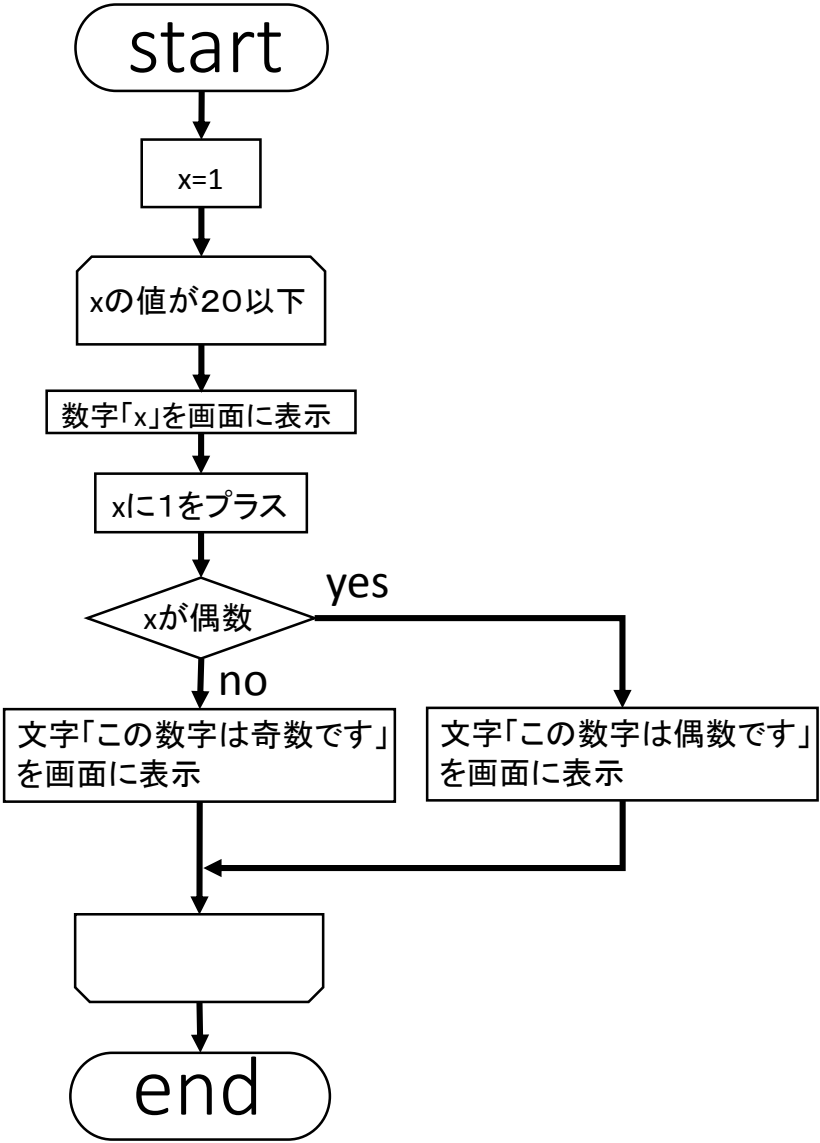 start
x=1
xの値が２０以下
数字「x」を画面に表示
xに１をプラス
xが偶数
yes
no
文字「この数字は奇数です」
を画面に表示
文字「この数字は偶数です」
を画面に表示
end